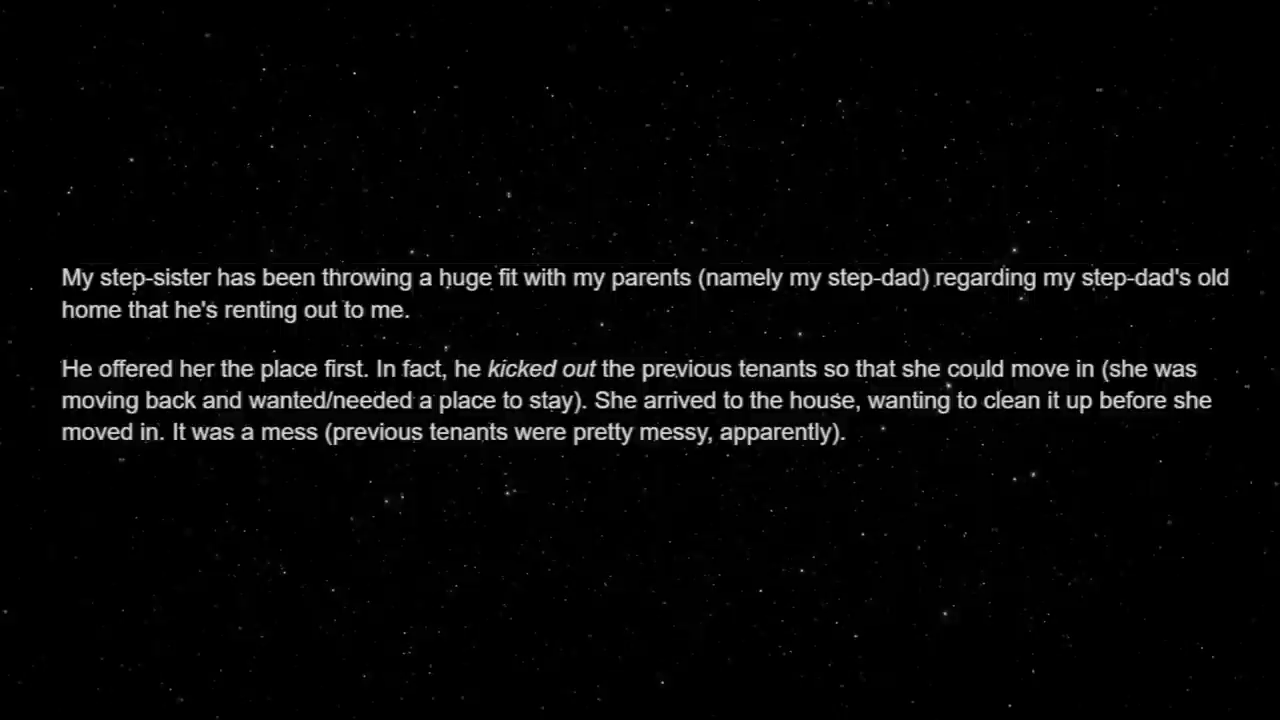 My step-sister has been throwing a huge fit with my parents (namely my step-dad) regarding my step-dad's old
home that he's renting out to me.
He offered her the place first. In fact, he kicked out the previous tenants so that she could move in (she was
moving back and wanted/needed a place to stay). She arrived to the house, wanting to clean it up before she
moved in. It was a mess (previous tenants were pretty messy, apparently).